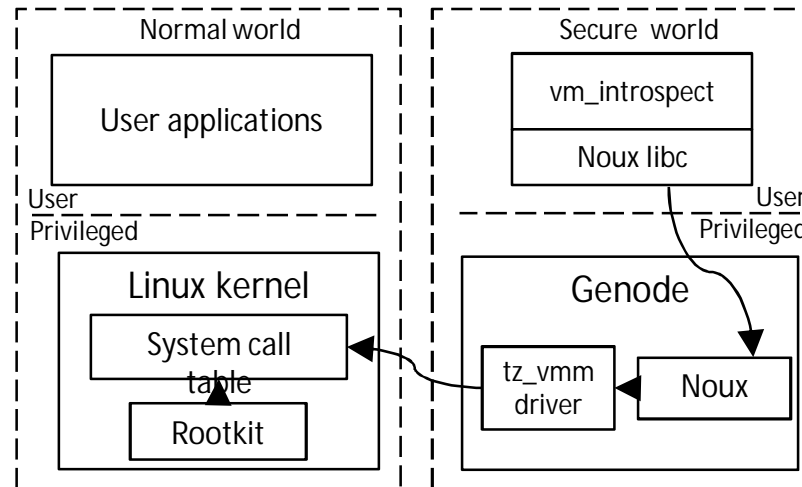 Normal world
User applications
User
Privileged
Linux kernel
System call
table
Rootkit
Secure world
vm_introspect
Noux libc
User
Privileged
Genode
tz_vmm
driver
Noux